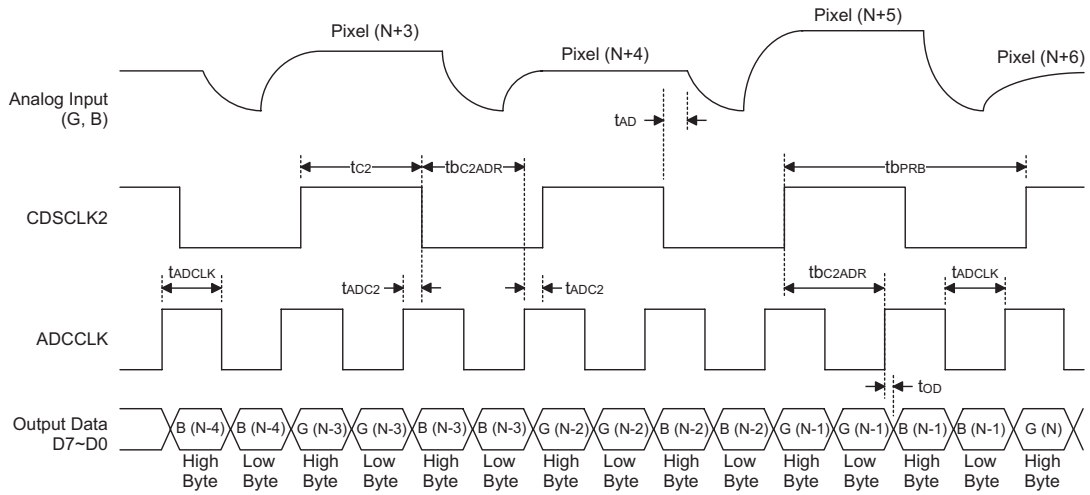 Pixel (N+3)
Pixel (N+4)
Pixel (N+5)
Pixel (N+6)
Analog Input
(G, B)
tAD
tC2
tbC2ADR
tbPRB
CDSCLK2
tADCLK
tADC2
tADC2
tbC2ADR
tADCLK
ADCCLK
tOD
Output Data
D7~D0
B (N-4) B (N-4) G (N-3) G (N-3) B (N-3) B (N-3) G (N-2) G (N-2) B (N-2) B (N-2) G (N-1) G (N-1) B (N-1) B (N-1) G (N)
High Low High Low High Low High Low High Low High Low High Low High
Byte Byte Byte Byte Byte Byte Byte Byte Byte Byte Byte Byte Byte Byte Byte